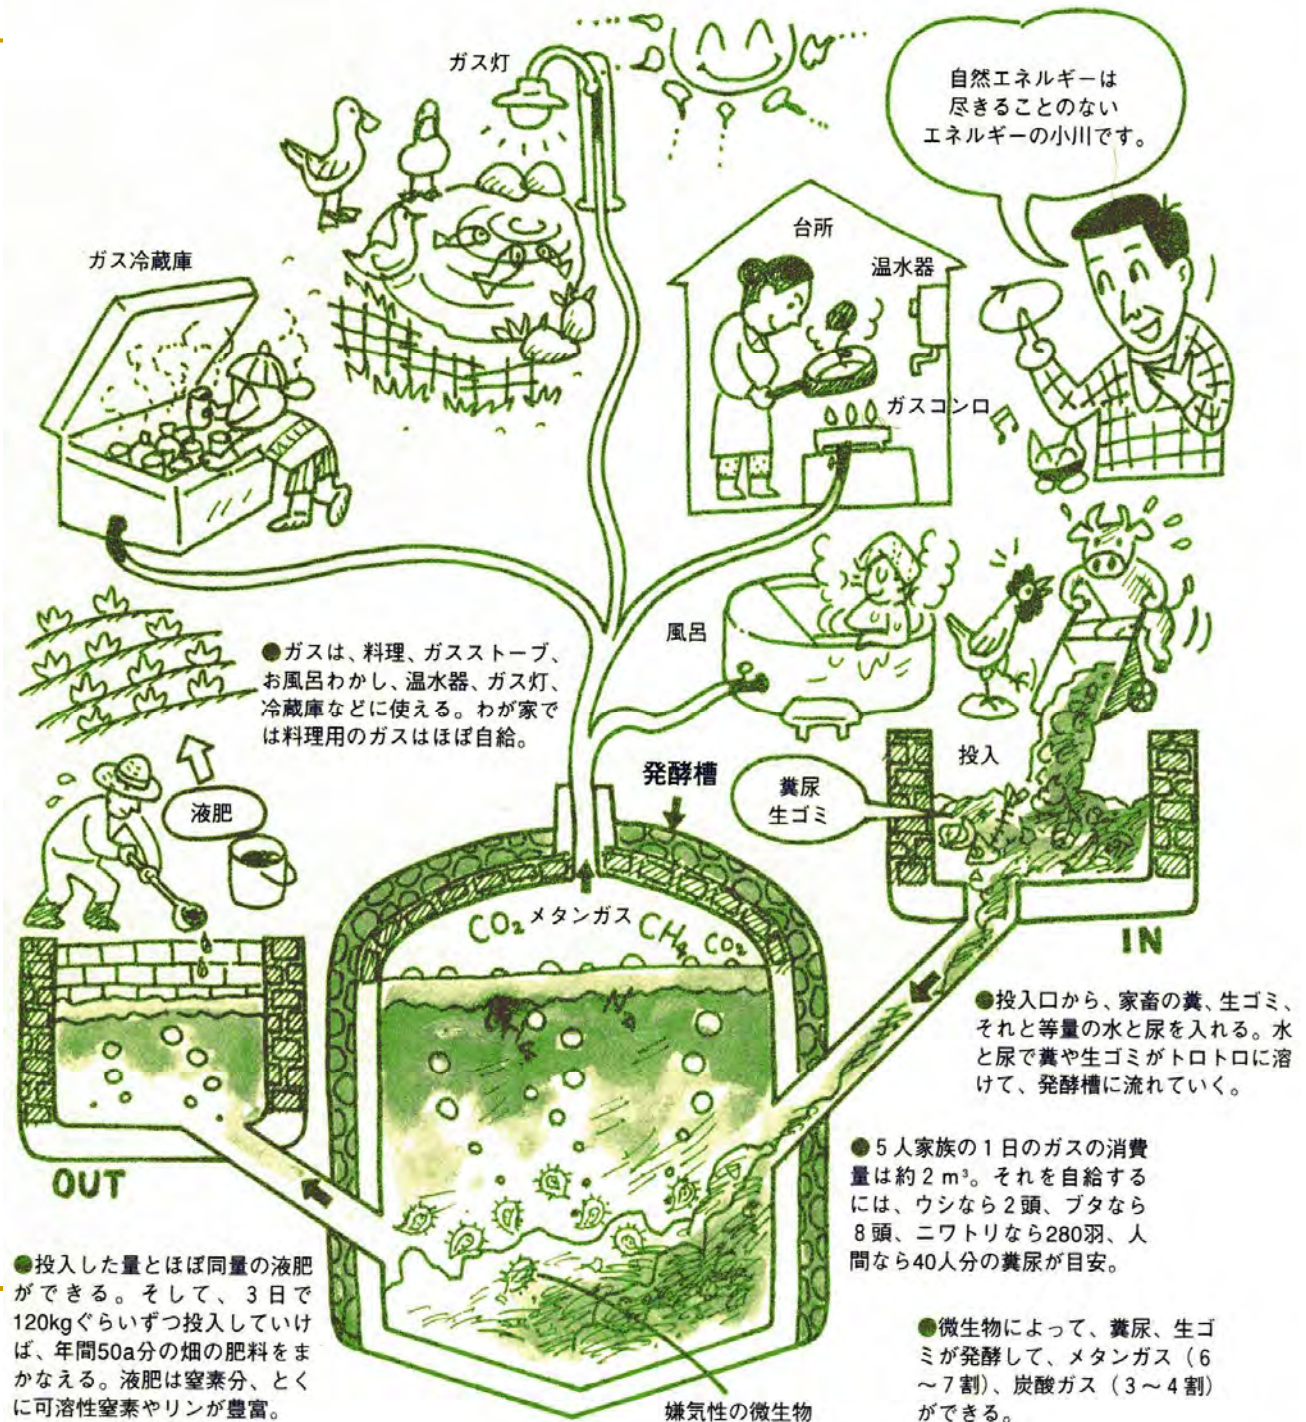 ガス灯
自然エネルギーは
尽きることのない
エネルギーの小川です。
ガス冷蔵庫
台所
温水器
ガスコンロ
風呂
●ガスは、料理、ガスストーブ、
お風呂わかし、温水器、ガス灯、
冷蔵庫などに使える。わが家で
は料理用のガスはほぼ自給。
液肥
発酵槽
糞尿
生ゴミ
投入
CO₂ メタンガス CH₄ CO₂
N
IN
●投入口から、家畜の糞、生ゴミ、
それと等量の水と尿を入れる。水
と尿で糞や生ゴミがトロトロに溶
けて、発酵槽に流れていく。
OUT
●5人家族の1日のガスの消費
量は約2m³。それを自給する
には、ウシなら2頭、ブタなら
8頭、ニワトリなら280羽、人
間なら40人分の糞尿が目安。
●投入した量とほぼ同量の液肥
ができる。そして、3日で
120kgぐらいずつ投入していけ
ば、年間50a分の畑の肥料をま
かなえる。液肥は窒素分、とく
に可溶性窒素やリンが豊富。
●微生物によって、糞尿、生ゴ
ミが発酵して、メタンガス（6
～7割）、炭酸ガス（3～4割）
ができる。
嫌気性の微生物